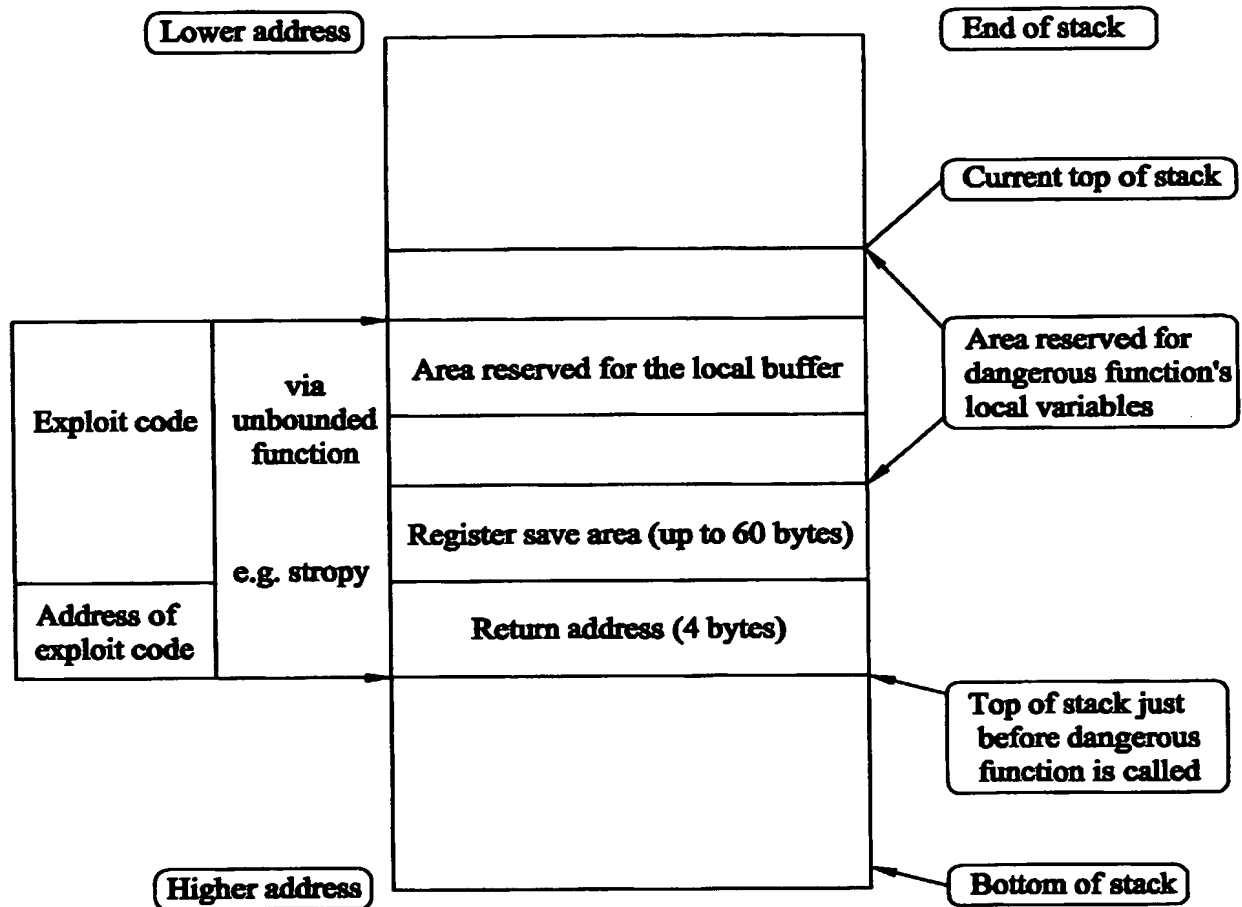 Lower address
End of stack
Current top of stack
Area reserved for the local buffer
Area reserved for
dangerous function's
local variables
Exploit code
via
unbounded
function
Register save area (up to 60 bytes)
e.g. stropy
Address of
exploit code
Return address (4 bytes)
Top of stack just
before dangerous
function is called
Higher address
Bottom of stack